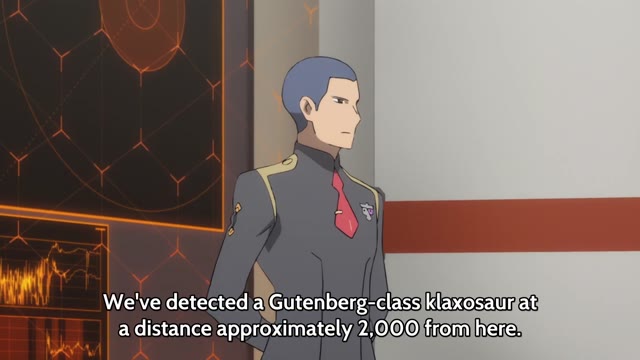 We've detected a Gutenberg-class klaxosaur at
a distance approximately 2,000 from here.